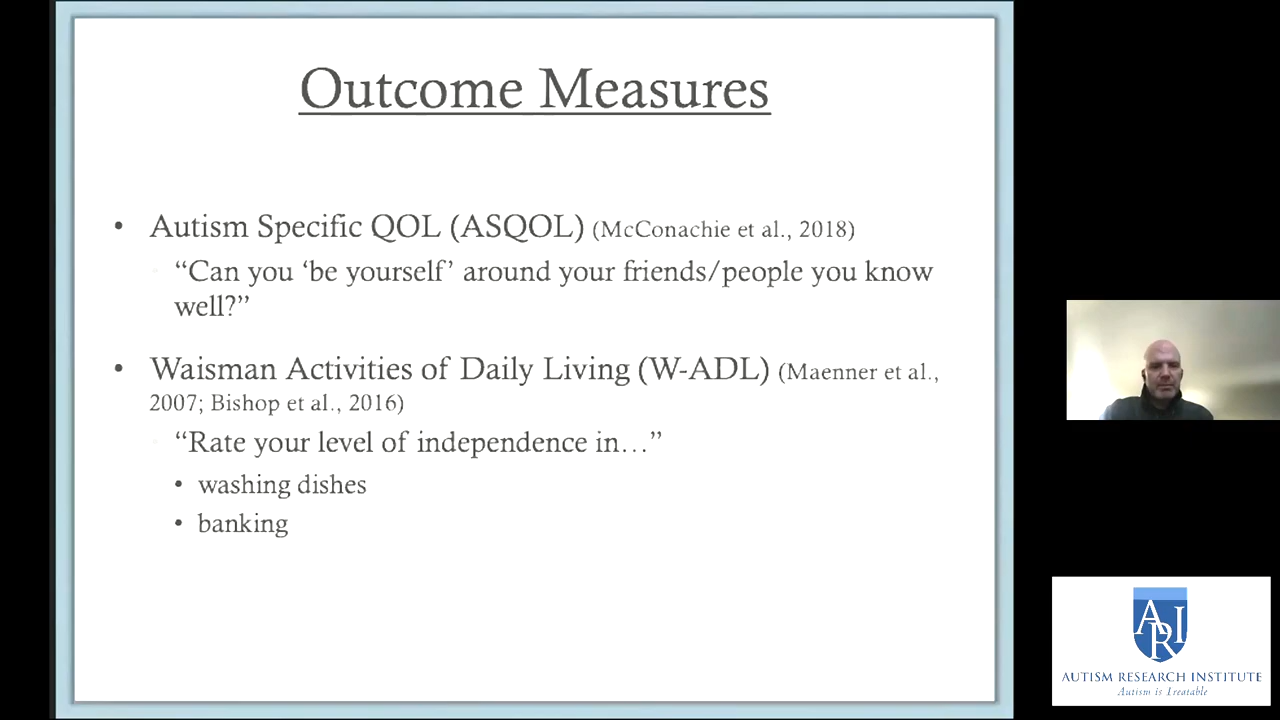 Outcome Measures
• Autism Specific QOL (ASQOL) (McConachie et al., 2018)
“Can you ‘be yourself’ around your friends/people you know
well?”
• Waisman Activities of Daily Living (W-ADL) (Maenner et al.,
2007; Bishop et al., 2016)
“Rate your level of independence in…”
• washing dishes
• banking
ARI
AUTISM RESEARCH INSTITUTE
Autism is Treatable